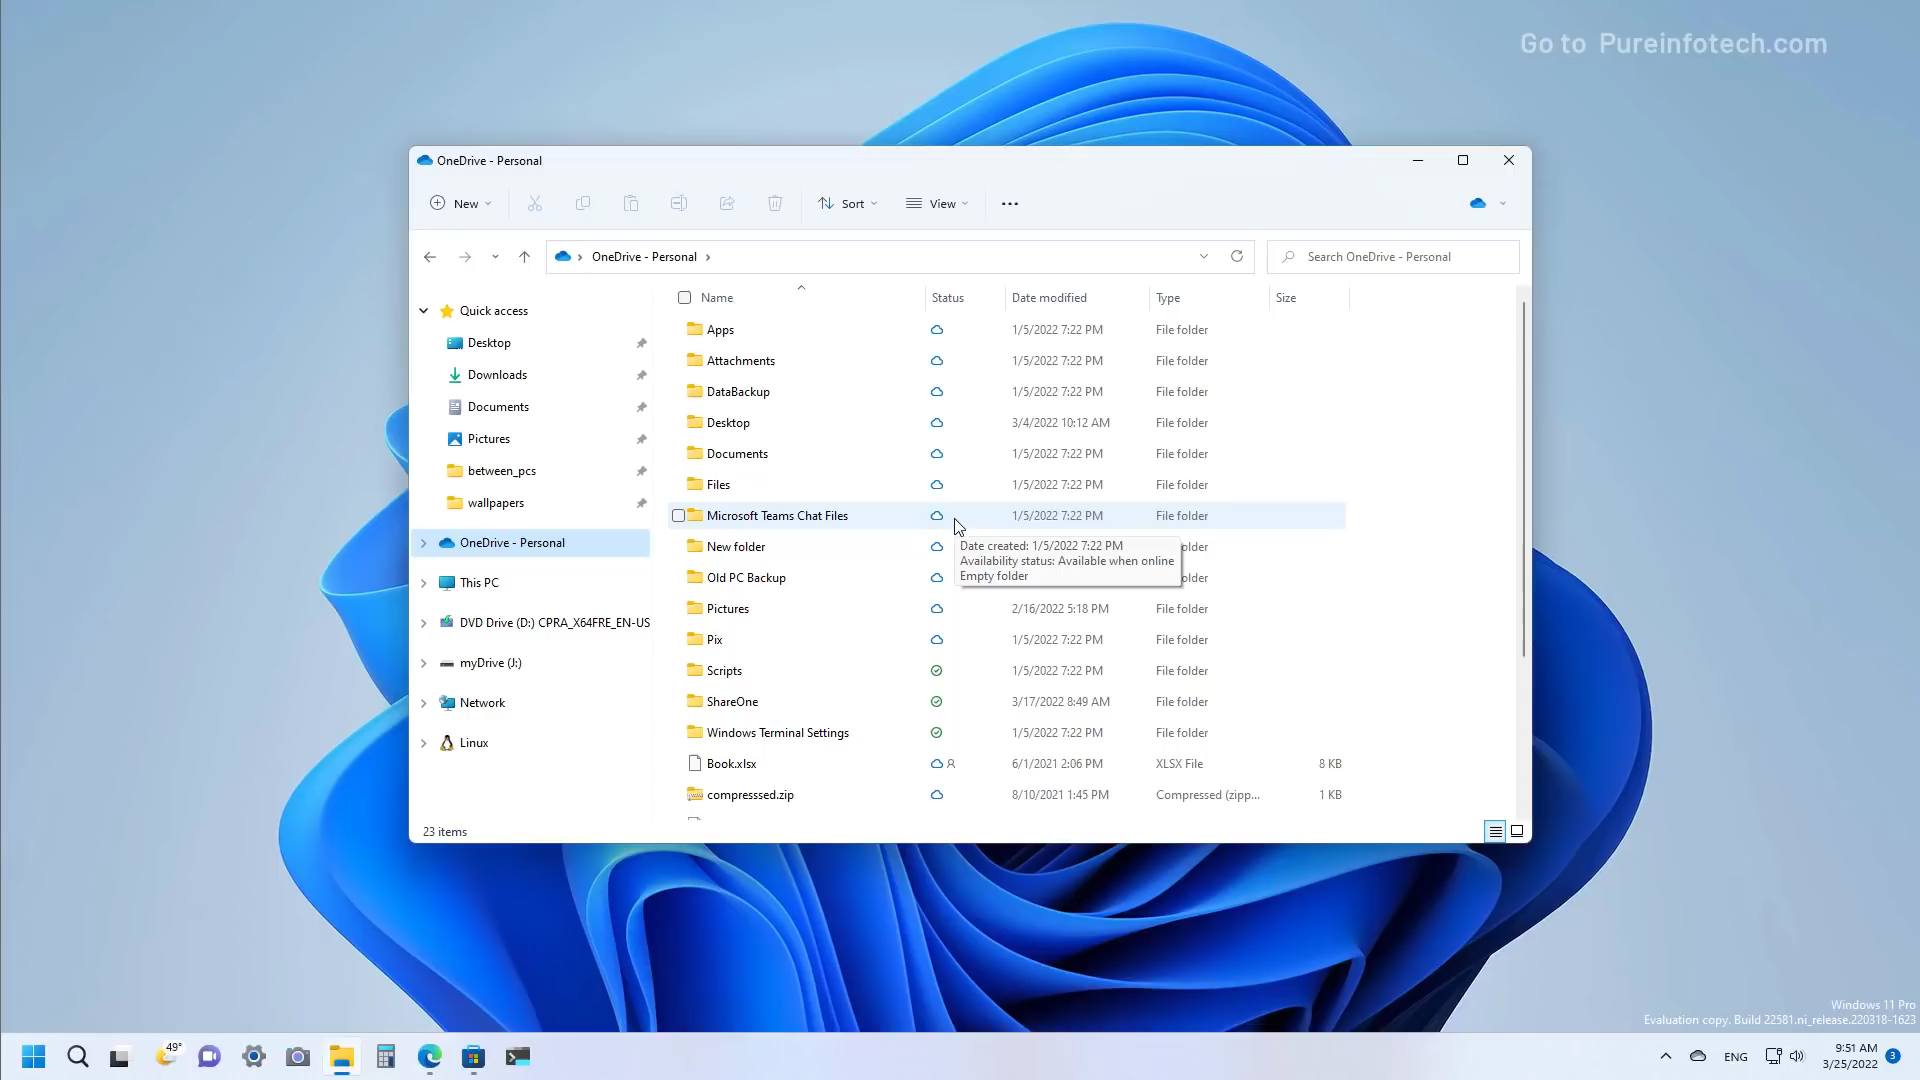 Go to Pureinfotech.com
OneDrive - Personal
New
Sort
View
OneDrive - Personal
Search OneDrive - Personal
Name Status Date modified Type Size
Quick access
Desktop
Downloads
Documents
Pictures
between_pcs
wallpapers
OneDrive - Personal
This PC
DVD Drive (D:) CPRA_X64FRE_EN-US
myDrive (J:)
Network
Linux
Apps 1/5/2022 7:22 PM File folder
Attachments 1/5/2022 7:22 PM File folder
DataBackup 1/5/2022 7:22 PM File folder
Desktop 3/4/2022 10:12 AM File folder
Documents 1/5/2022 7:22 PM File folder
Files 1/5/2022 7:22 PM File folder
Microsoft Teams Chat Files 1/5/2022 7:22 PM File folder
New folder older
Old PC Backup older
Date created: 1/5/2022 7:22 PM
Availability status: Available when online
Empty folder
Pictures 2/16/2022 5:18 PM File folder
Pix 1/5/2022 7:22 PM File folder
Scripts 1/5/2022 7:22 PM File folder
ShareOne 3/17/2022 8:49 AM File folder
Windows Terminal Settings 1/5/2022 7:22 PM File folder
Book.xlsx 6/1/2021 2:06 PM XLSX File 8 KB
compresssed.zip 8/10/2021 1:45 PM Compressed (zipp... 1 KB
23 items
Windows 11 Pro
Evaluation copy. Build 22581.ni_release.220318-1623
49°
ENG
9:51 AM
3/25/2022
3